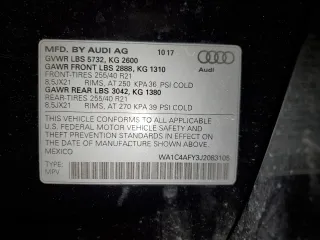 MFD. BY AUDI AG 10 17
GVWR LBS 5732, KG 2600
GAWR FRONT LBS 2888, KG 1310
FRONT-TIRES 255/40 R21
8,5JX21 RIMS, AT 250 KPA 36 PSI COLD
GAWR REAR LBS 3042, KG 1380
REAR-TIRES 255/40 R21
8,5JX21 RIMS, AT 270 KPA 39 PSI COLD
THIS VEHICLE CONFORMS TO ALL APPLICABLE
U.S. FEDERAL MOTOR VEHICLE SAFETY, BUMPER AND
THEFT PREVENTION STANDARDS IN EFFECT ON
THE DATE OF MANUFACTURE SHOWN ABOVE
MEXICO WA1C4AFY3J2083105
TYPE:
MPV
Audi